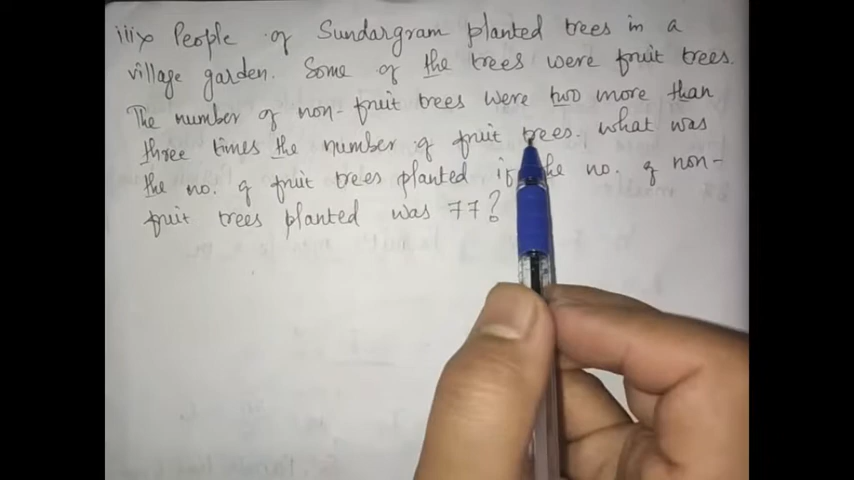 iii> People of Sundargram planted trees in a
village garden. Some of the trees were fruit trees.
The number of non-fruit trees were two more than
three times the number of fruit trees. What was
the no. of fruit trees planted if the no. of non-
fruit trees planted was 77?